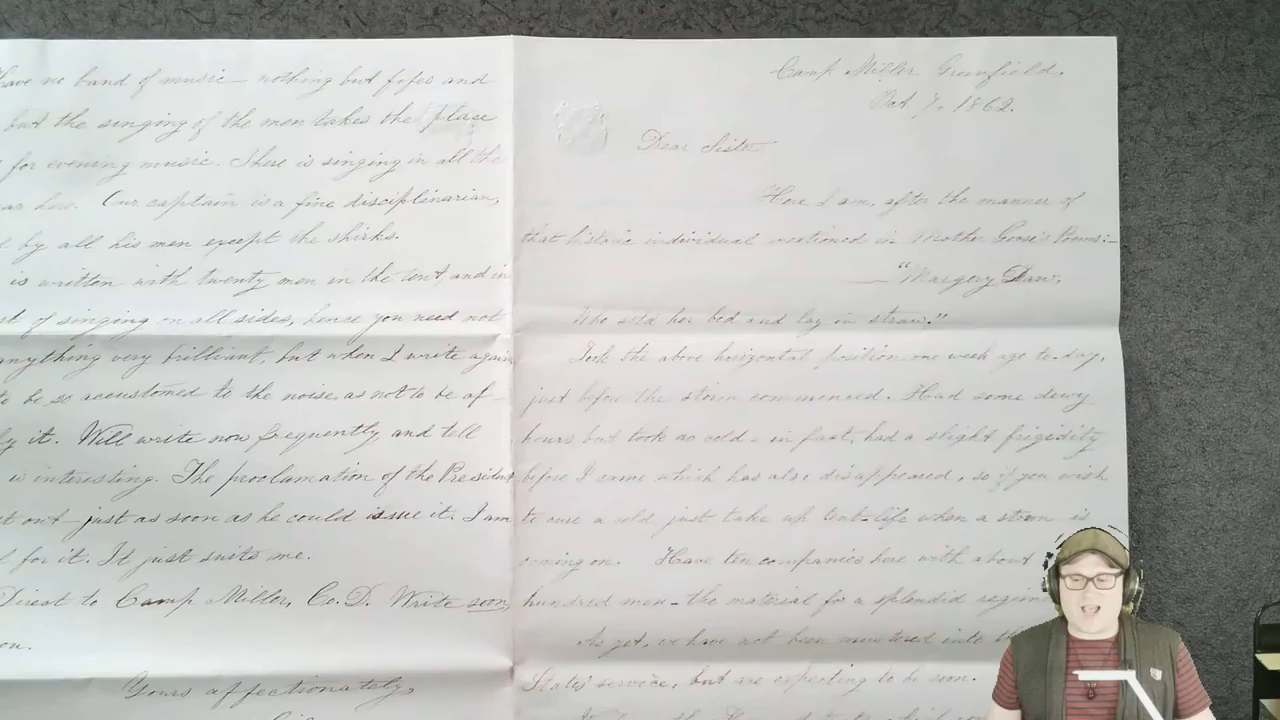 have no band of music — nothing but fifes and
but the singing of the men takes the place
for evening music. There is singing in all the
here. Our captain is a fine disciplinarian,
by all his men except the shirks.
is written with twenty men in the tent, and in
of singing on all sides, hence you need not
anything very brilliant, but when I write again,
to be so accustomed to the noise as not to be af-
by it. Will write now frequently, and tell
is interesting. The proclamation of the President
out — just as soon as he could issue it. I am
for it. It just suits me.
Direct to Camp Miller, Co. D. Write soon,
Yours affectionately,
Camp Miller, Greenfield,
Oct 7, 1862.
Dear Sister
Here I am, after the manner of
that historic individual mentioned in Mother Goose's Poems:—
— "Margery Daw,
Who sold her bed and lay in straw."
Took the above horizontal position one week ago to-day,
just before the storm commenced. Had some dewy
hours but took no cold — in fact, had a slight frigidity
before I came which has also disappeared, so if you wish
to cure a cold just take up tent-life when a storm is
coming on. Have ten companies here with about
hundred men — the material for a splendid
As yet, we have not been mustered into
States' service, but are expecting to be soon.